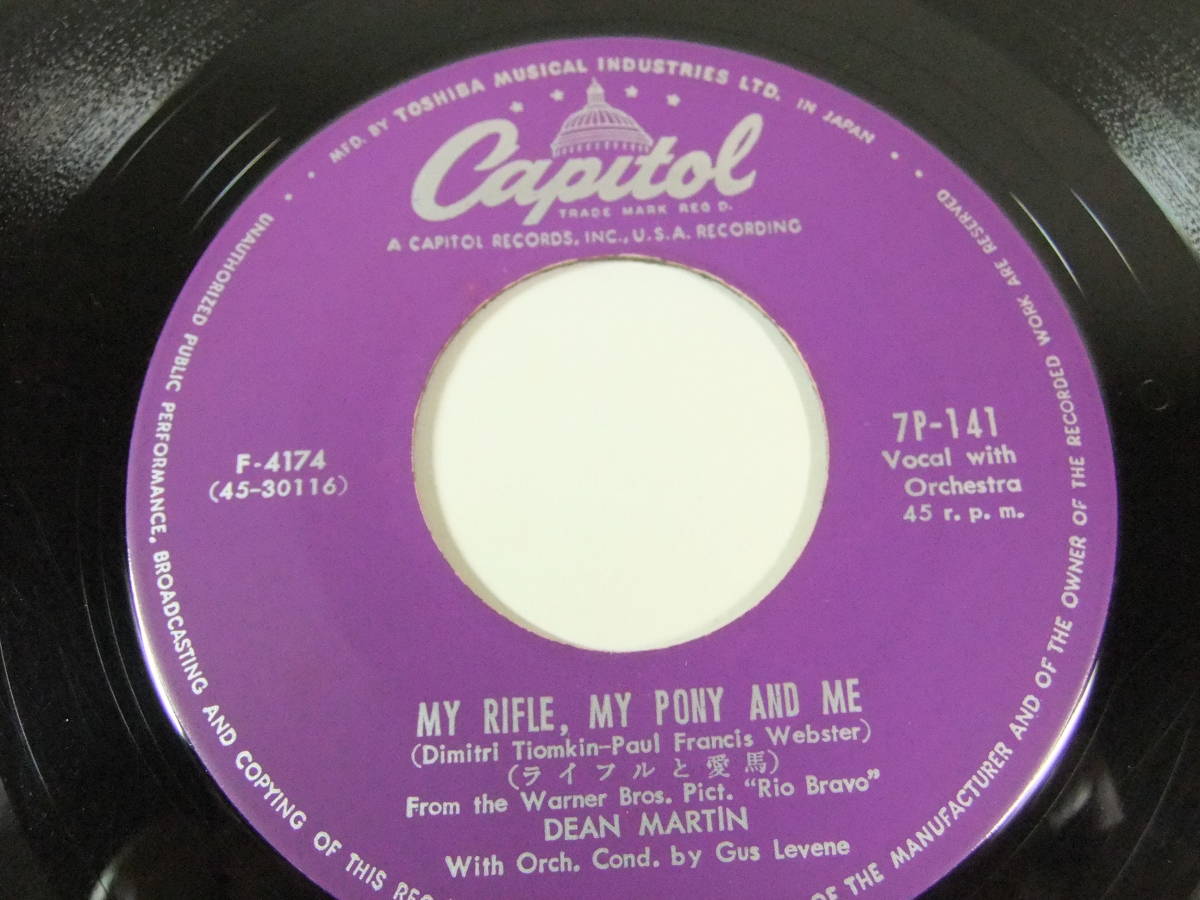 MFD. BY TOSHIBA MUSICAL INDUSTRIES LTD. IN JAPAN
Capitol
TRADE MARK REG D.
A CAPITOL RECORDS, INC., U.S.A. RECORDING
F-4174
(45-30116)
7P-141
Vocal with
Orchestra
45 r. p. m.
MY RIFLE, MY PONY AND ME
(Dimitri Tiomkin-Paul Francis Webster)
(ライフルと愛馬)
From the Warner Bros. Pict. "Rio Bravo"
DEAN MARTIN
With Orch. Cond. by Gus Levene
UNAUTHORIZED PUBLIC PERFORMANCE, BROADCASTING AND COPYING OF THIS
OF THE MANUFACTURER AND OF THE OWNER OF THE RECORDED WORK ARE RESERVED